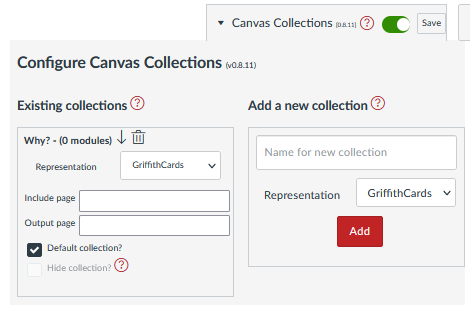 Canvas Collections [0.8.11] ? Save
Configure Canvas Collections (v0.8.11)
Existing collections ?
Why? - (0 modules)
Representation GriffithCards
Include page
Output page
Default collection?
Hide collection? ?
Add a new collection ?
Name for new collection
Representation GriffithCards
Add